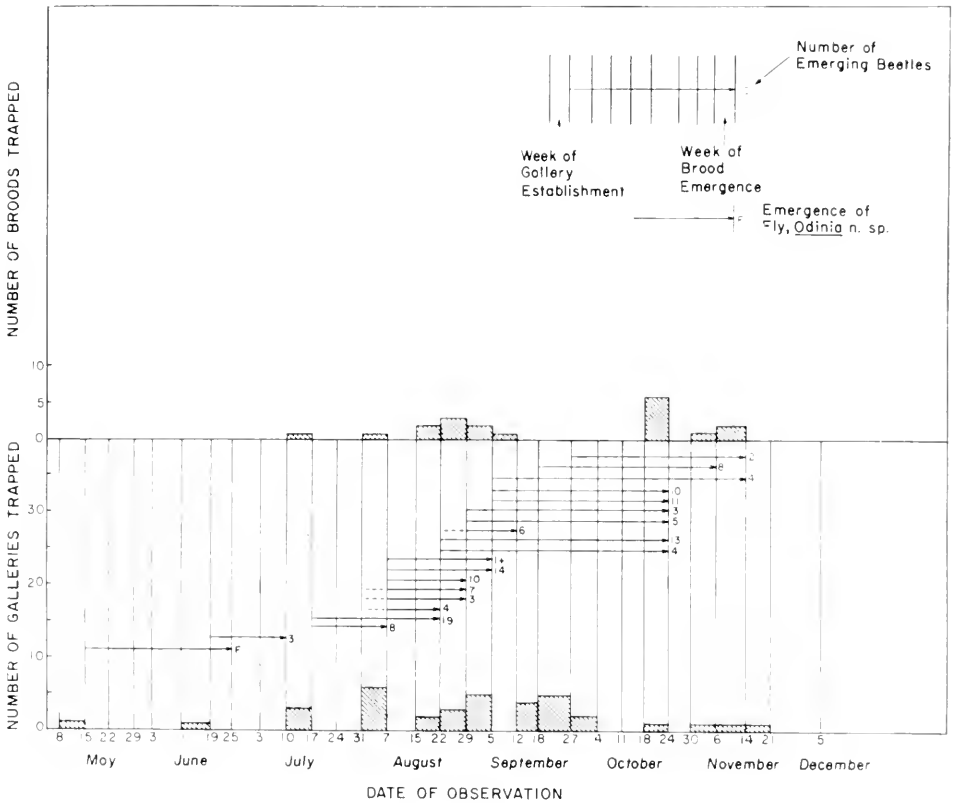 NUMBER OF BROODS TRAPPED
Number of
Emerging Beetles
Week of
Gallery
Establishment
Week of
Brood
Emergence
F
Emergence of
Fly, Odinia n. sp.
10
5
0
NUMBER OF GALLERIES TRAPPED
30
20
10
0
2
8
4
10
11
3
5
6
13
4
1+
14
10
7
3
4
19
8
3
F
8 15 22 29 3 19 25 3 10 17 24 31 7 15 22 29 5 12 18 27 4 11 18 24 30 6 14 21 5
May June July August September October November December
DATE OF OBSERVATION